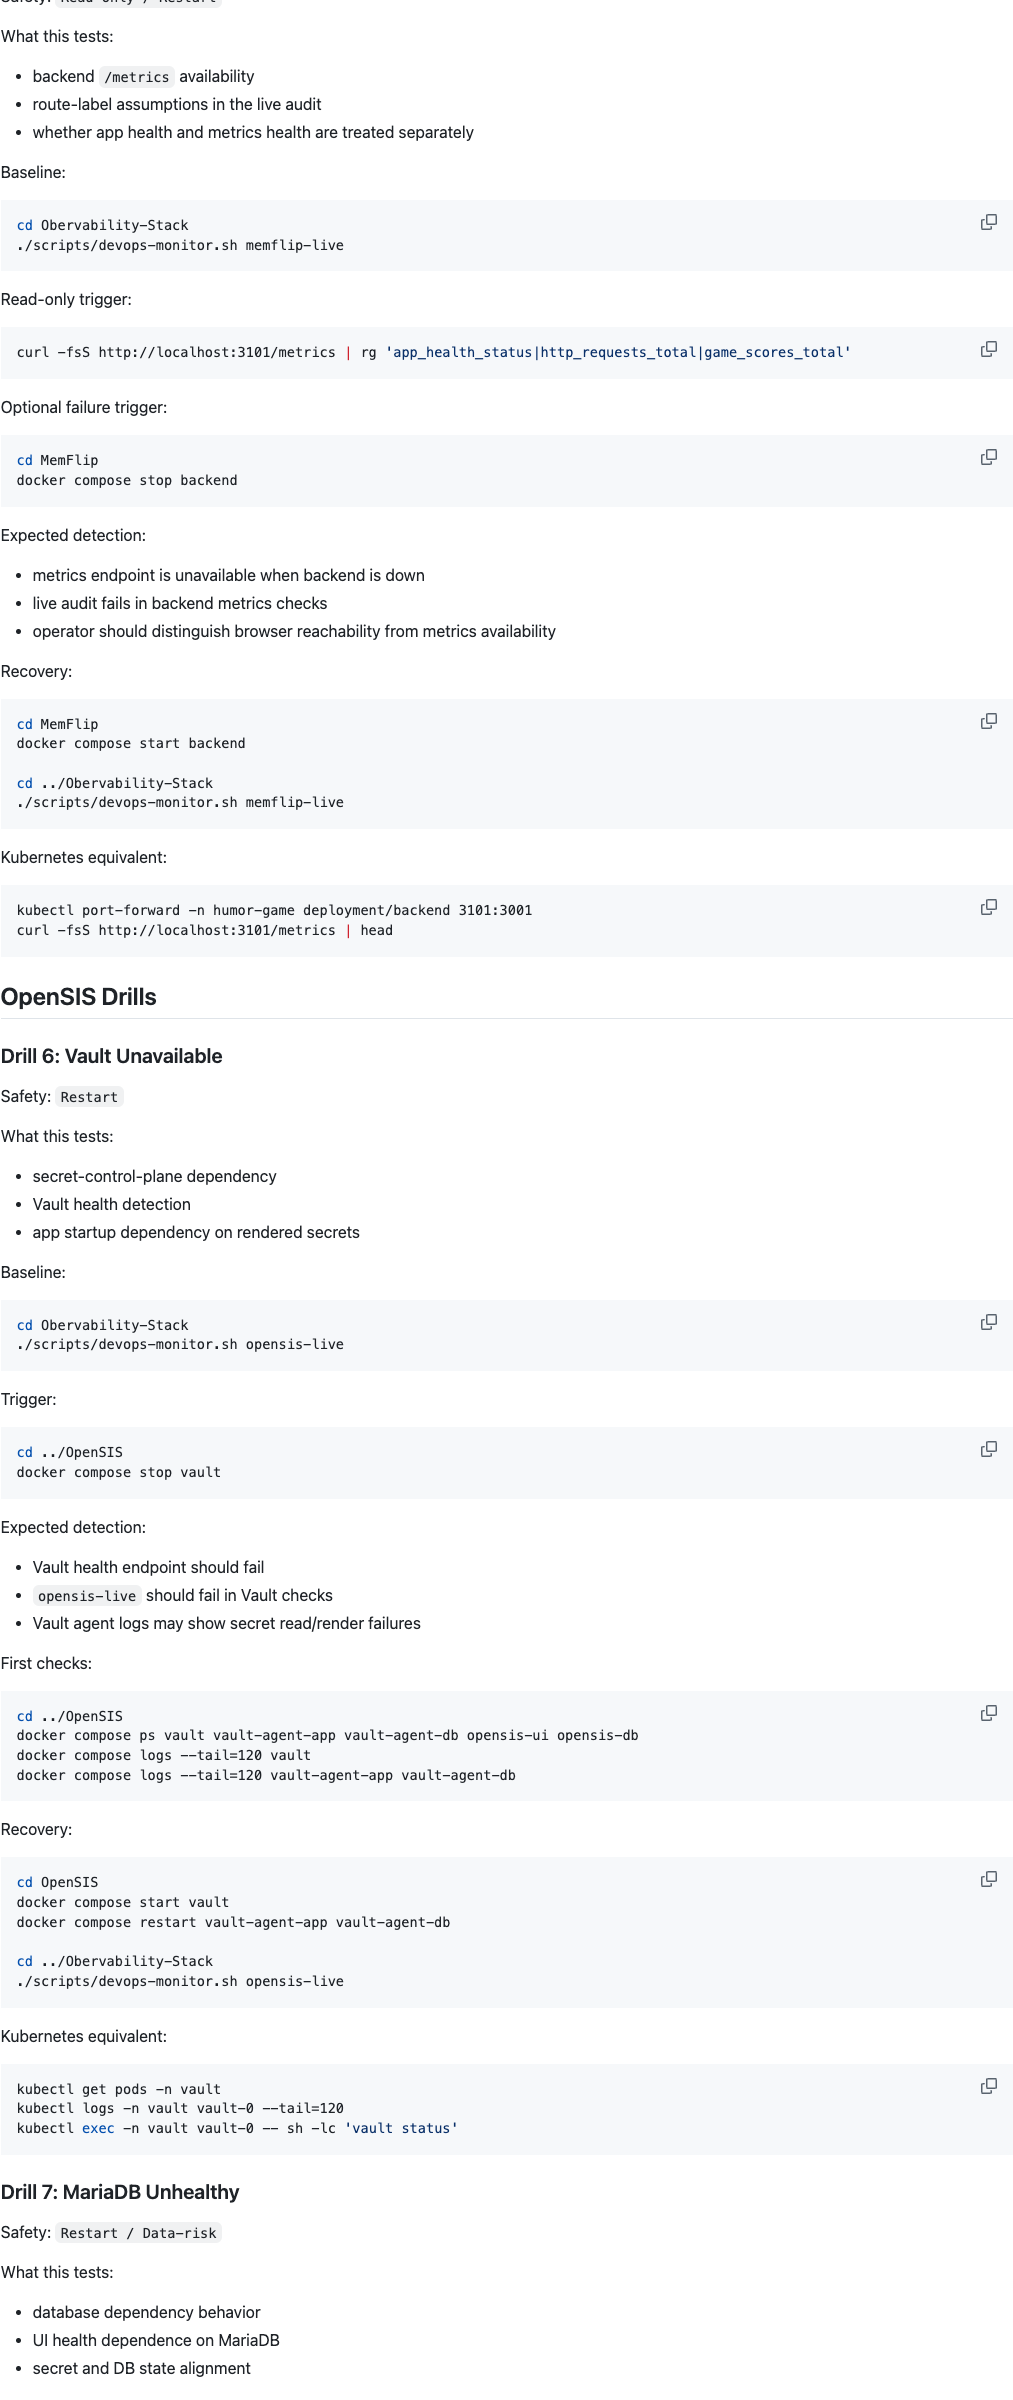 Safety: Read-only / Restart
What this tests:
• backend /metrics availability
• route-label assumptions in the live audit
• whether app health and metrics health are treated separately
Baseline:
cd Obervability-Stack
./scripts/devops-monitor.sh memflip-live
Read-only trigger:
curl -fsS http://localhost:3101/metrics | rg 'app_health_status|http_requests_total|game_scores_total'
Optional failure trigger:
cd MemFlip
docker compose stop backend
Expected detection:
• metrics endpoint is unavailable when backend is down
• live audit fails in backend metrics checks
• operator should distinguish browser reachability from metrics availability
Recovery:
cd MemFlip
docker compose start backend
cd ../Obervability-Stack
./scripts/devops-monitor.sh memflip-live
Kubernetes equivalent:
kubectl port-forward -n humor-game deployment/backend 3101:3001
curl -fsS http://localhost:3101/metrics | head
OpenSIS Drills
Drill 6: Vault Unavailable
Safety: Restart
What this tests:
• secret-control-plane dependency
• Vault health detection
• app startup dependency on rendered secrets
Baseline:
cd Obervability-Stack
./scripts/devops-monitor.sh opensis-live
Trigger:
cd ../OpenSIS
docker compose stop vault
Expected detection:
• Vault health endpoint should fail
• opensis-live should fail in Vault checks
• Vault agent logs may show secret read/render failures
First checks:
cd ../OpenSIS
docker compose ps vault vault-agent-app vault-agent-db opensis-ui opensis-db
docker compose logs --tail=120 vault
docker compose logs --tail=120 vault-agent-app vault-agent-db
Recovery:
cd OpenSIS
docker compose start vault
docker compose restart vault-agent-app vault-agent-db
cd ../Obervability-Stack
./scripts/devops-monitor.sh opensis-live
Kubernetes equivalent:
kubectl get pods -n vault
kubectl logs -n vault vault-0 --tail=120
kubectl exec -n vault vault-0 -- sh -lc 'vault status'
Drill 7: MariaDB Unhealthy
Safety: Restart / Data-risk
What this tests:
• database dependency behavior
• UI health dependence on MariaDB
• secret and DB state alignment